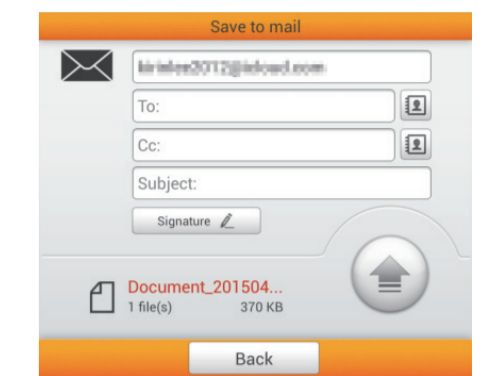 Save to mail
To:
Cc:
Subject:
Signature
Document_201504...
1 file(s) 370 KB
Back